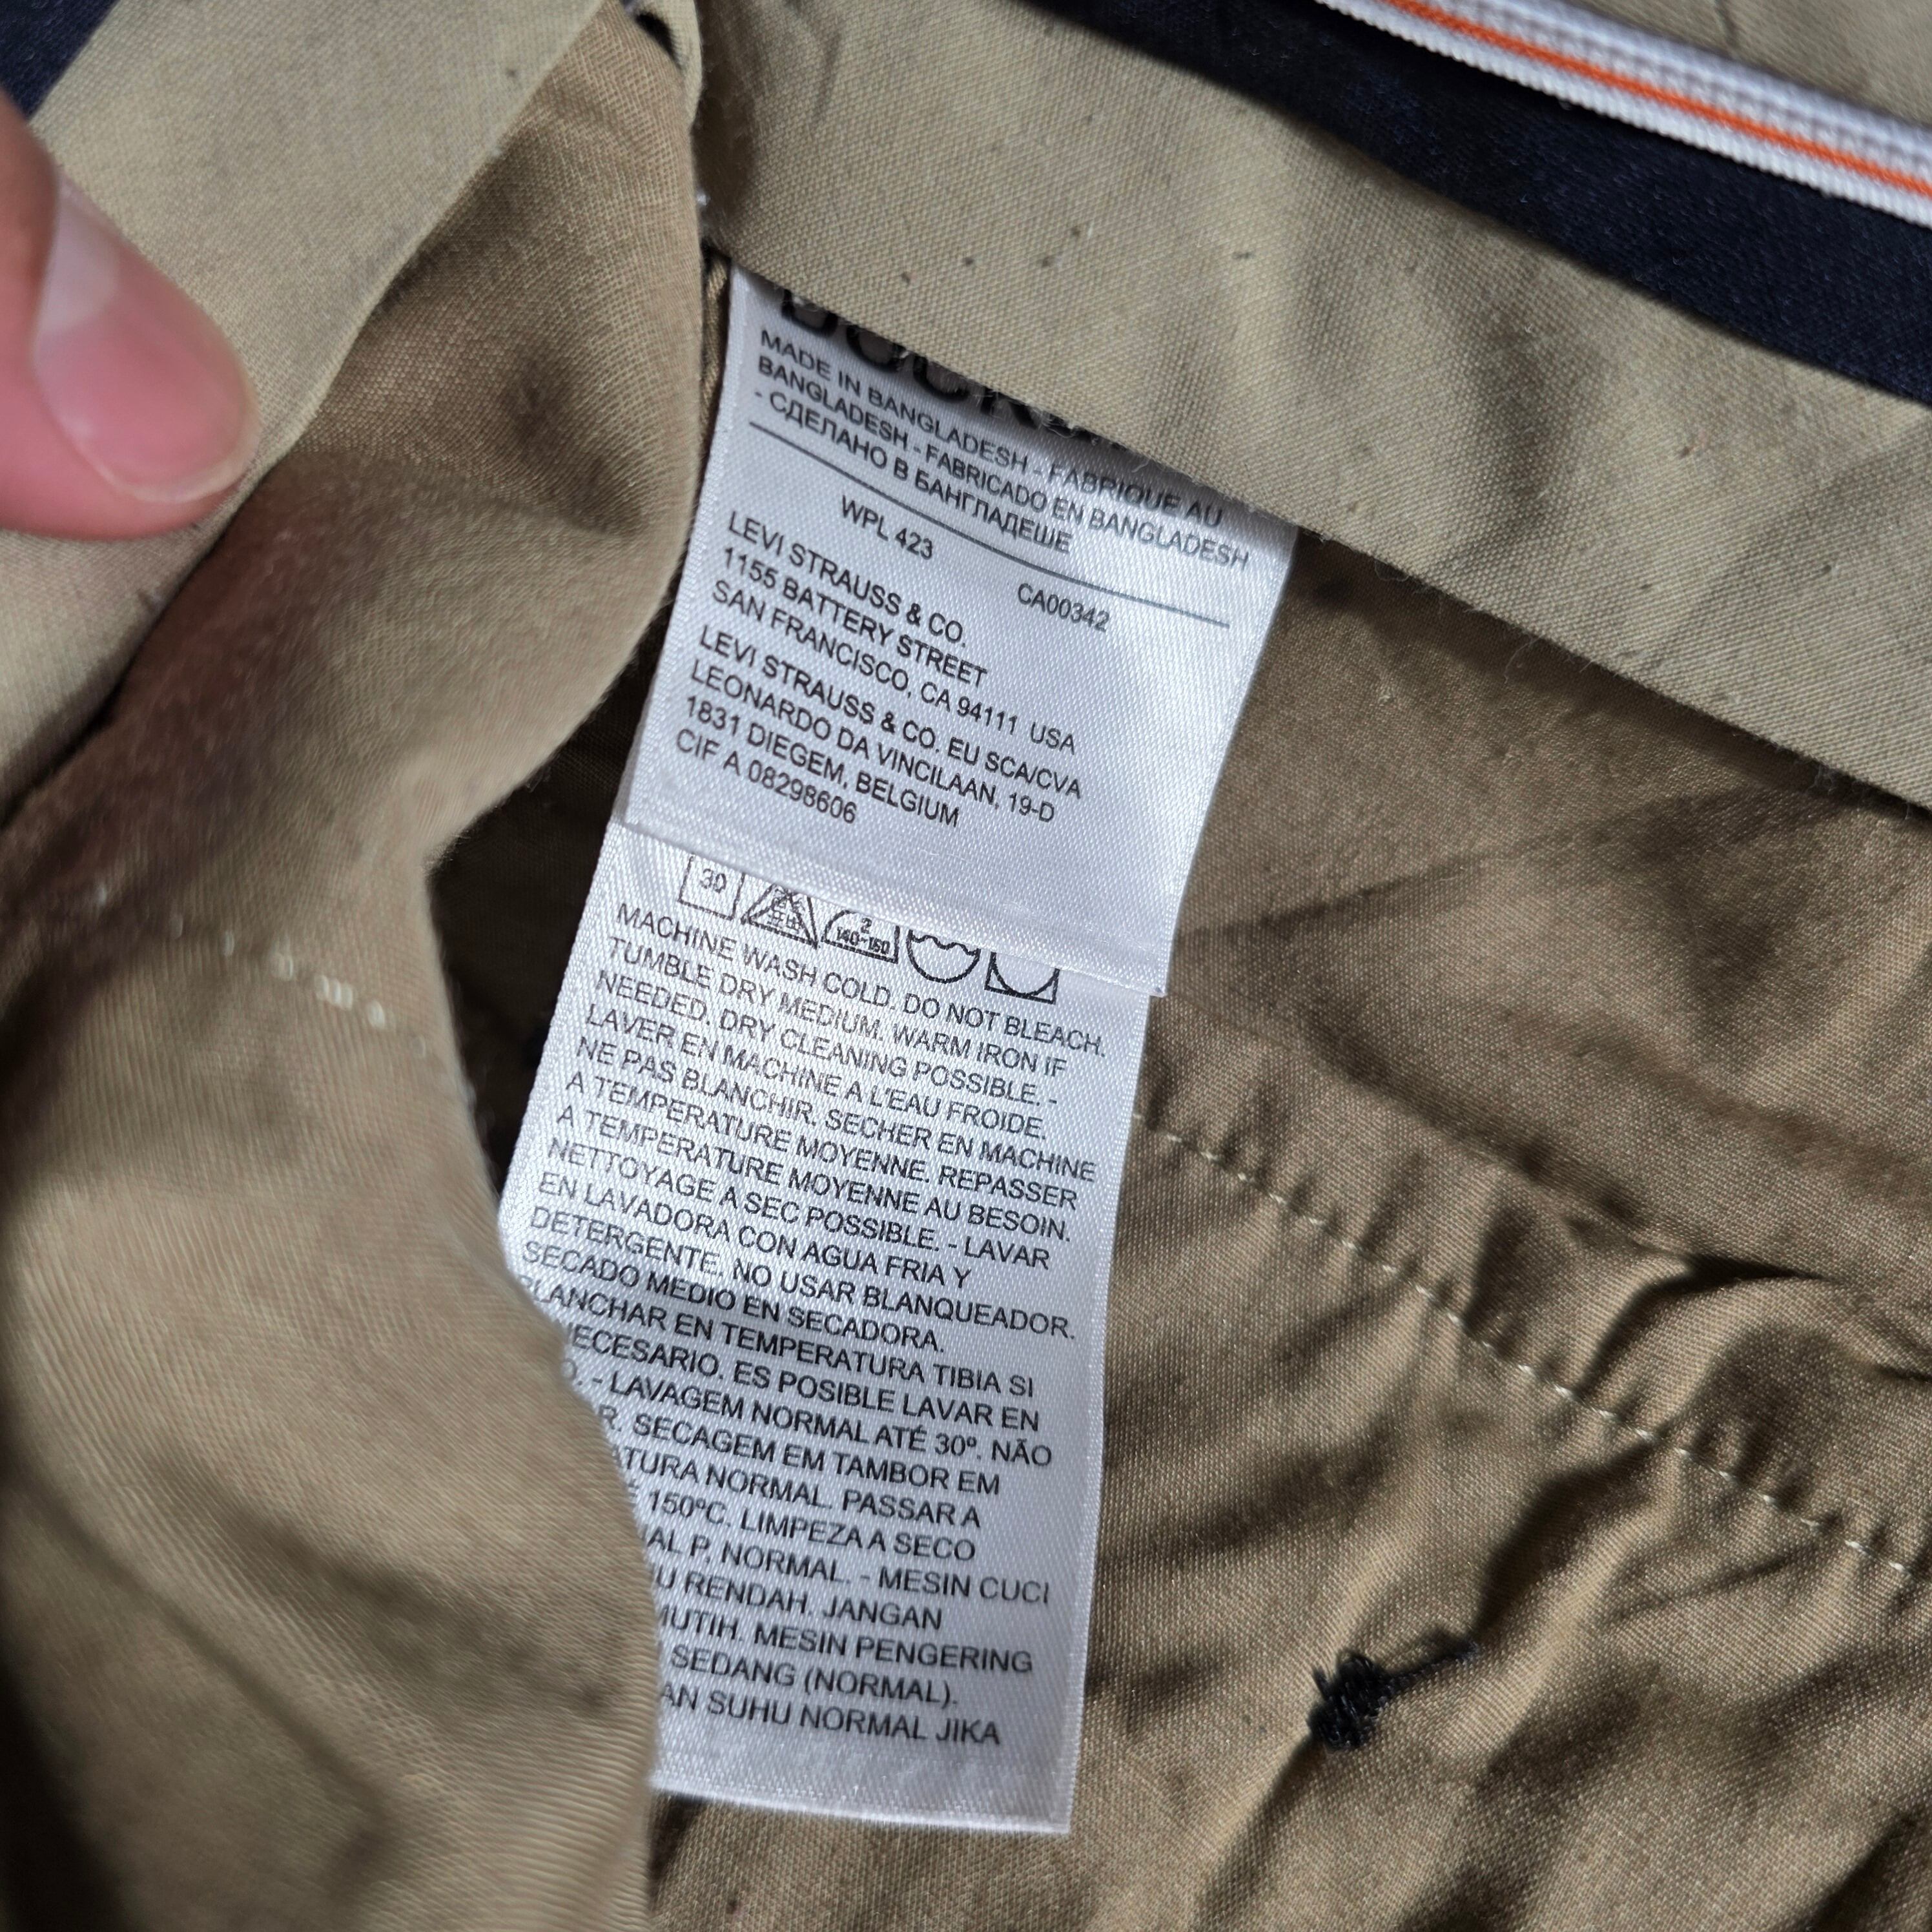 MADE IN BANGLADESH - FABRIQUE AU
BANGLADESH - FABRICADO EN BANGLADESH
- СДЕЛАНО В БАНГЛАДЕШЕ
WPL 423 CA00342
LEVI STRAUSS & CO.
1155 BATTERY STREET
SAN FRANCISCO, CA 94111 USA
LEVI STRAUSS & CO. EU SCA/CVA
LEONARDO DA VINCILAAN, 19-D
1831 DIEGEM, BELGIUM
CIF A 08298606
30 2 140-150
MACHINE WASH COLD. DO NOT BLEACH.
TUMBLE DRY MEDIUM. WARM IRON IF
NEEDED. DRY CLEANING POSSIBLE. -
LAVER EN MACHINE A L'EAU FROIDE.
NE PAS BLANCHIR. SECHER EN MACHINE
A TEMPERATURE MOYENNE. REPASSER
A TEMPERATURE MOYENNE AU BESOIN.
NETTOYAGE A SEC POSSIBLE. - LAVAR
EN LAVADORA CON AGUA FRIA Y
DETERGENTE. NO USAR BLANQUEADOR.
SECADO MEDIO EN SECADORA.
PLANCHAR EN TEMPERATURA TIBIA SI
NECESARIO. ES POSIBLE LAVAR EN
O. - LAVAGEM NORMAL ATÉ 30º. NÃO
R. SECAGEM EM TAMBOR EM
TURA NORMAL. PASSAR A
150ºC. LIMPEZA A SECO
AL P. NORMAL. - MESIN CUCI
U RENDAH. JANGAN
MUTIH. MESIN PENGERING
SEDANG (NORMAL).
AN SUHU NORMAL JIKA